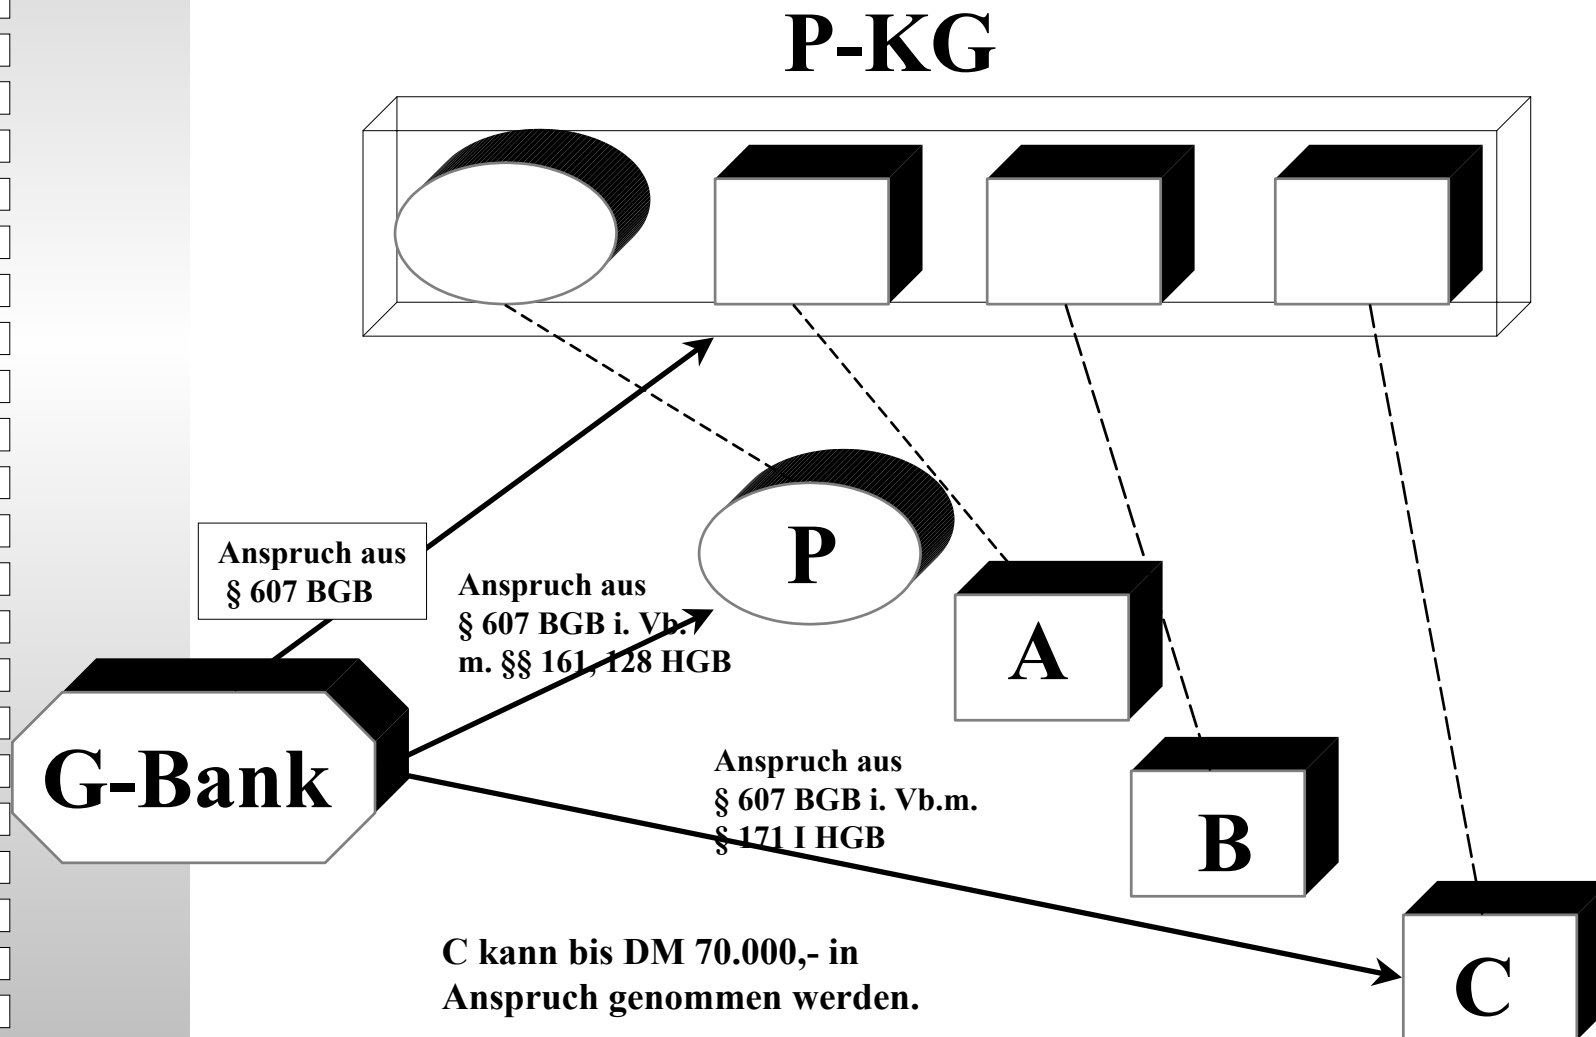 P-KG
Anspruch aus
§ 607 BGB
Anspruch aus
§ 607 BGB i. Vb.
m. §§ 161, 128 HGB
P
A
G-Bank
Anspruch aus
§ 607 BGB i. Vb.m.
§ 171 I HGB
B
C kann bis DM 70.000,- in
Anspruch genommen werden.
C